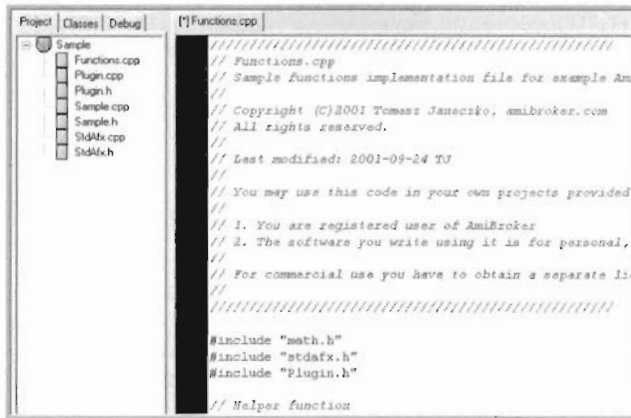 Project Classes Debug
Sample
Functions.cpp
Plugin.cpp
Plugin.h
Sample.cpp
Sample.h
StdAfx.cpp
StdAfx.h
[*] Functions.cpp
///////////////////////////////////////////////////////////////
// Functions.cpp
// Sample functions implementation file for example Ami
//
// Copyright (C)2001 Tomasz Janeczko, amibroker.com
// All rights reserved.
//
// Last modified: 2001-09-24 TJ
//
// You may use this code in your own projects provided
//
// 1. You are registered user of AmiBroker
// 2. The software you write using it is for personal,
//
// For commercial use you have to obtain a separate lic
//
///////////////////////////////////////////////////////////////
#include "math.h"
#include "stdafx.h"
#include "Plugin.h"
// Helper function